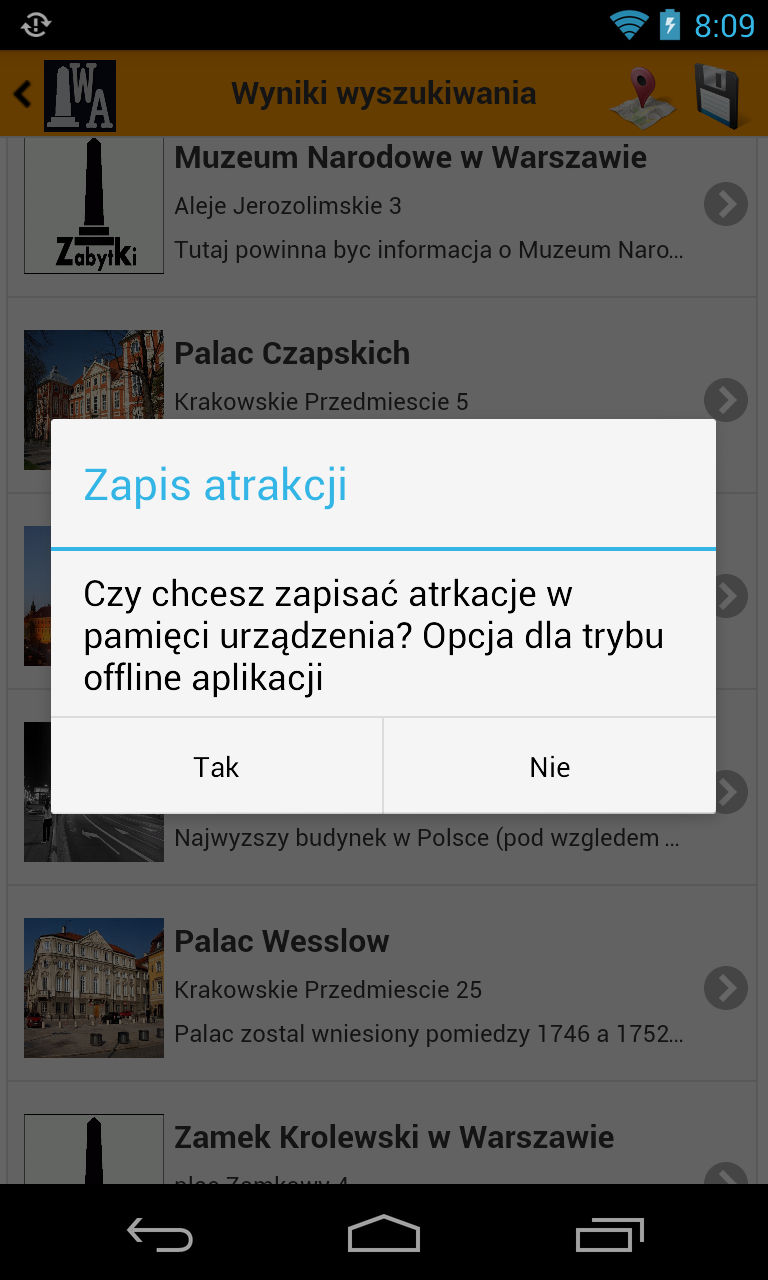 8:09
WA
Wyniki wyszukiwania
Muzeum Narodowe w Warszawie
Aleje Jerozolimskie 3
Zabytki
Tutaj powinna byc informacja o Muzeum Naro...
Palac Czapskich
Krakowskie Przedmiescie 5
Zapis atrakcji
Czy chcesz zapisać atrkacje w
pamięci urządzenia? Opcja dla trybu
offline aplikacji
Tak
Nie
Najwyzszy budynek w Polsce (pod wzgledem ...
Palac Wesslow
Krakowskie Przedmiescie 25
Palac zostal wniesiony pomiedzy 1746 a 1752...
Zamek Krolewski w Warszawie
plac Zamkowy 4